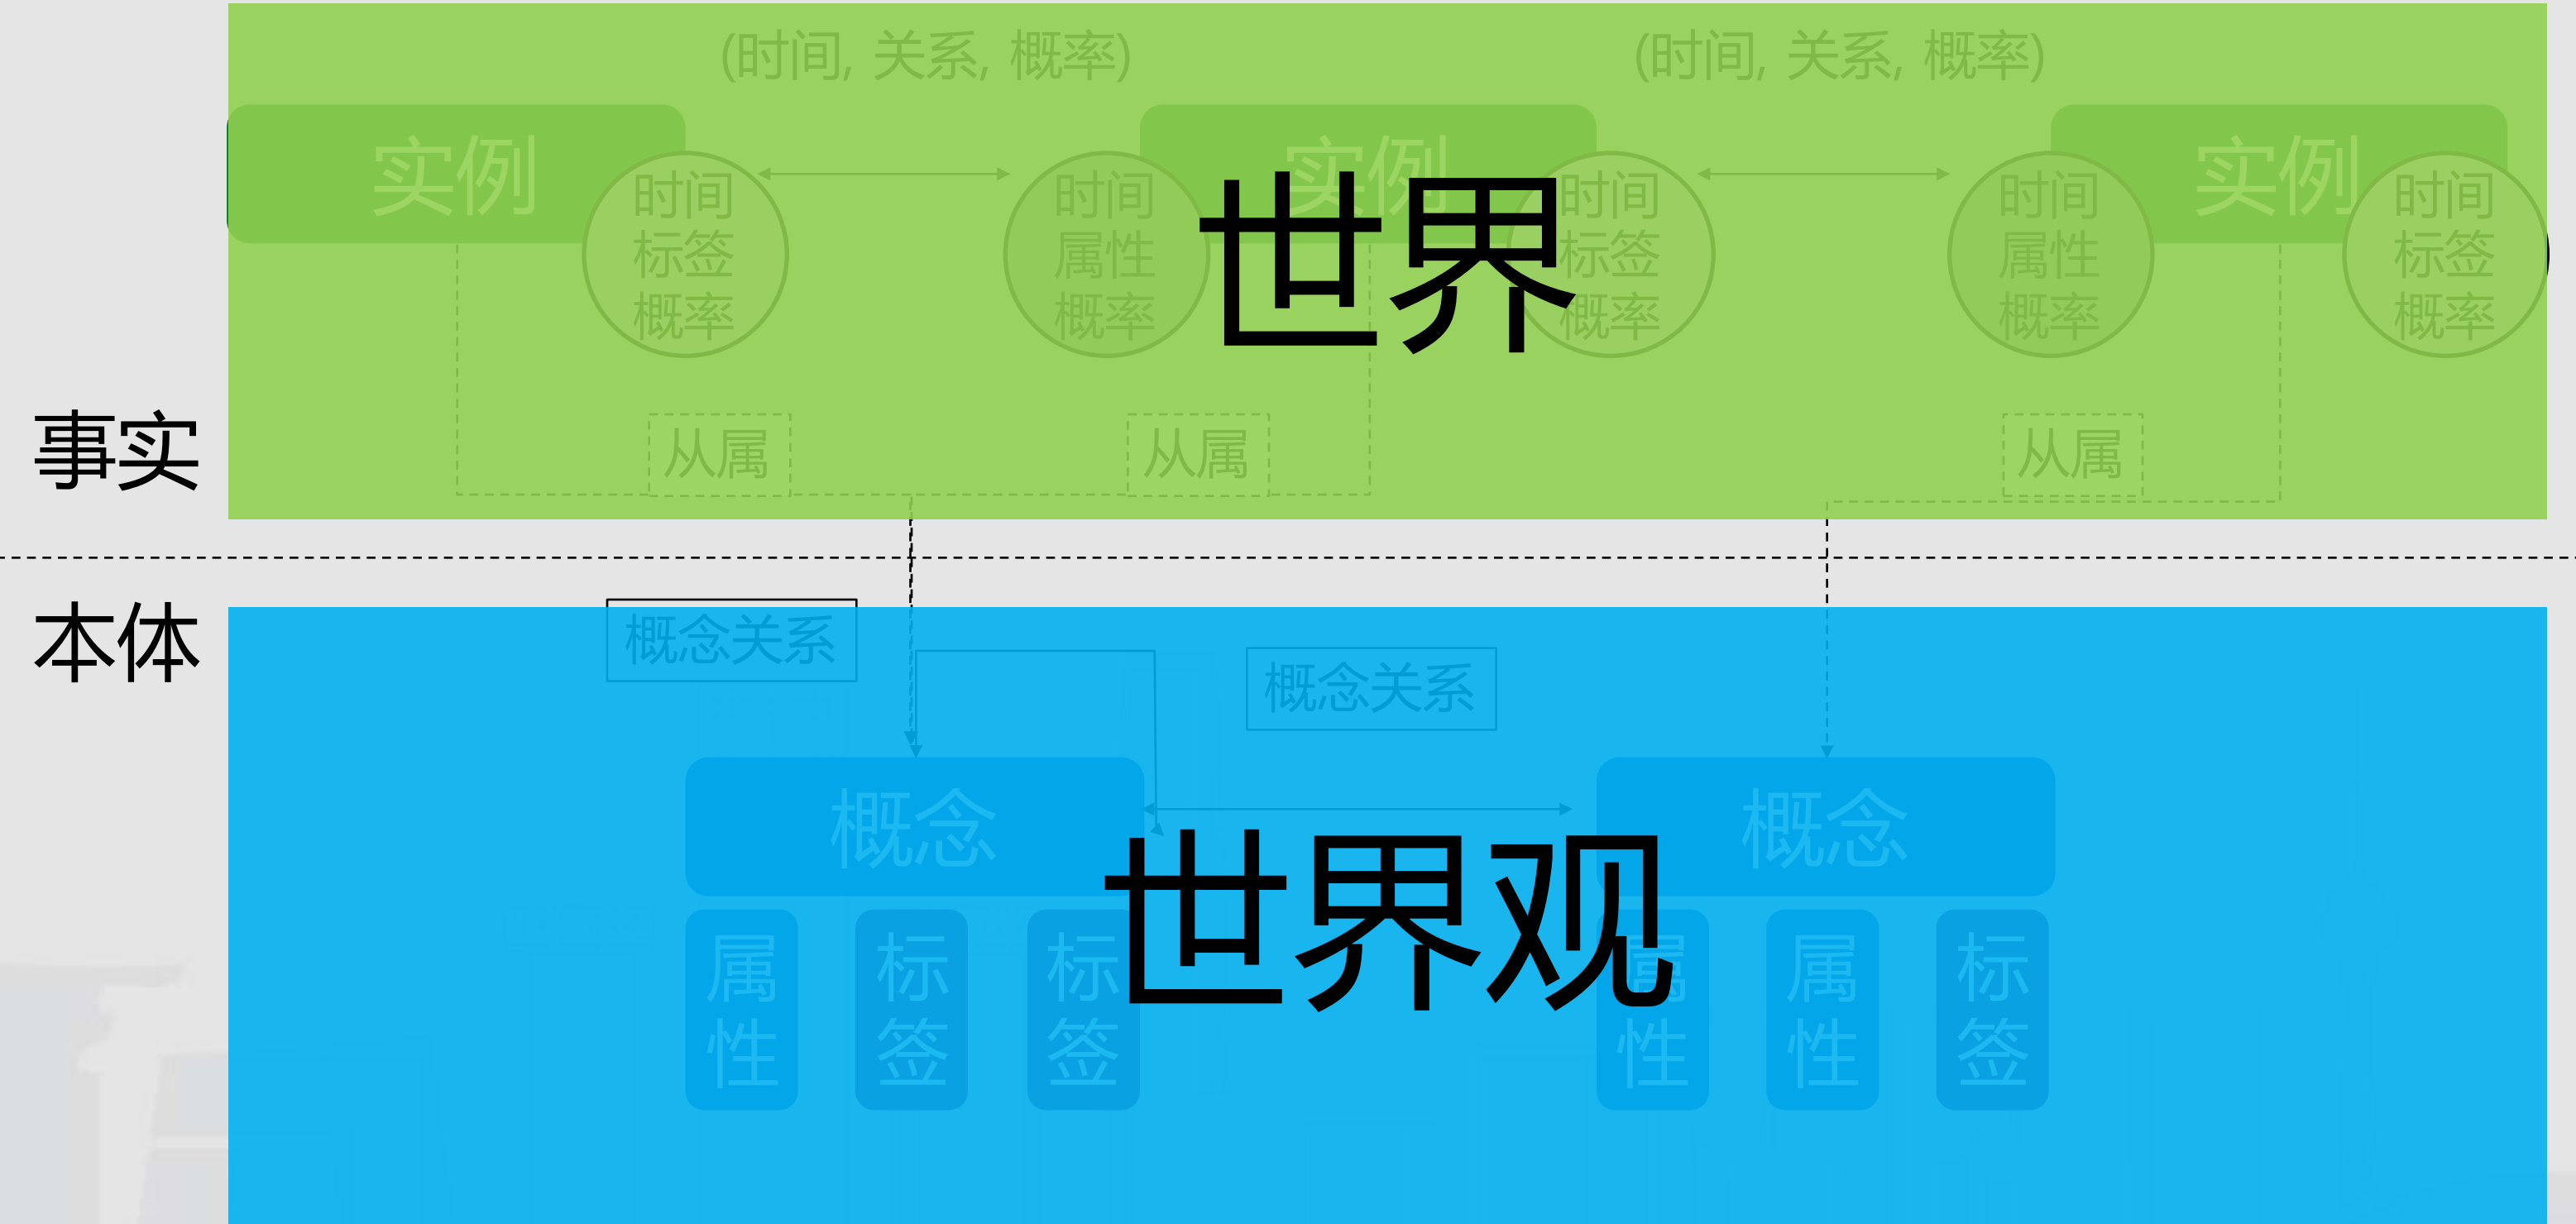 (时间, 关系, 概率)
(时间, 关系, 概率)
实例
实例
实例
时间
标签
概率
时间
属性
概率
时间
标签
概率
时间
属性
概率
时间
标签
概率
世界
从属
从属
从属
事实
本体
概念关系
概念关系
概念
概念
世界观
属
性
标
签
标
签
属
性
属
性
标
签